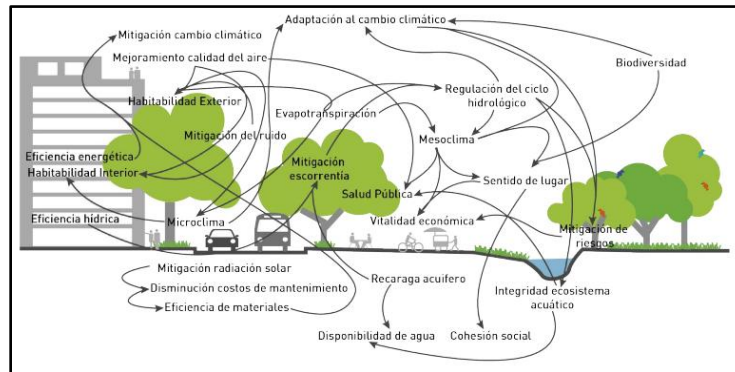 Adaptación al cambio climático
Mitigación cambio climático
Mejoramiento calidad del aire
Biodiversidad
Regulación del ciclo
hidrológico
Habitabilidad Exterior
Evapotranspiración
Mitigación del ruido
Mesoclima
Eficiencia energética
Habitabilidad Interior
Mitigación
escorrentía
Sentido de lugar
Salud Pública
Eficiencia hídrica
Microclima
Vitalidad económica
Mitigación de
riesgos
Mitigación radiación solar
Disminución costos de mantenimiento
Eficiencia de materiales
Recaraga acuifero
Integridad ecosistema
acuático
Disponibilidad de agua
Cohesión social